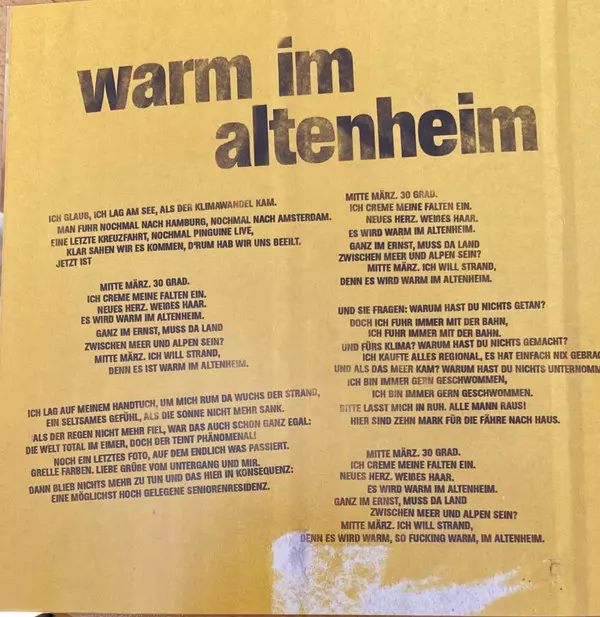 warm im
altenheim
ICH GLAUB, ICH LAG AM SEE, ALS DER KLIMAWANDEL KAM.
MAN FUHR NOCHMAL NACH HAMBURG, NOCHMAL NACH AMSTERDAM.
EINE LETZTE KREUZFAHRT, NOCHMAL PINGUINE LIVE,
KLAR SAHEN WIR ES KOMMEN, D'RUM HAB WIR UNS BEEILT.
JETZT IST
MITTE MÄRZ. 30 GRAD.
ICH CREME MEINE FALTEN EIN.
NEUES HERZ. WEIßES HAAR.
ES WIRD WARM IM ALTENHEIM.
GANZ IM ERNST, MUSS DA LAND
ZWISCHEN MEER UND ALPEN SEIN?
MITTE MÄRZ. ICH WILL STRAND,
DENN ES IST WARM IM ALTENHEIM.
ICH LAG AUF MEINEM HANDTUCH, UM MICH RUM DA WUCHS DER STRAND,
EIN SELTSAMES GEFÜHL, ALS DIE SONNE NICHT MEHR SANK.
ALS DER REGEN NICHT MEHR FIEL, WAR DAS AUCH SCHON GANZ EGAL:
DIE WELT TOTAL IM EIMER, DOCH DER TEINT PHÄNOMENAL!
NOCH EIN LETZTES FOTO, AUF DEM ENDLICH WAS PASSIERT.
GRELLE FARBEN. LIEBE GRÜßE VOM UNTERGANG UND MIR.
DANN BLIEB NICHTS MEHR ZU TUN UND DAS HIEß IN KONSEQUENZ:
EINE MÖGLICHST HOCH GELEGENE SENIORENRESIDENZ.
MITTE MÄRZ. 30 GRAD.
ICH CREME MEINE FALTEN EIN.
NEUES HERZ. WEIßES HAAR.
ES WIRD WARM IM ALTENHEIM.
GANZ IM ERNST, MUSS DA LAND
ZWISCHEN MEER UND ALPEN SEIN?
MITTE MÄRZ. ICH WILL STRAND,
DENN ES WIRD WARM IM ALTENHEIM.
UND SIE FRAGEN: WARUM HAST DU NICHTS GETAN?
DOCH ICH FUHR IMMER MIT DER BAHN,
ICH FUHR IMMER MIT DER BAHN.
UND FÜRS KLIMA? WARUM HAST DU NICHTS GEMACHT?
ICH KAUFTE ALLES REGIONAL, ES HAT EINFACH NIX
UND ALS DAS MEER KAM? WARUM HAST DU NICHTS
ICH BIN IMMER GERN GESCHWOMMEN,
ICH BIN IMMER GERN GESCHWOMMEN.
BITTE LASST MICH IN RUH. ALLE MANN RAUS!
HIER SIND ZEHN MARK FÜR DIE FÄHRE NACH HAUS.
MITTE MÄRZ. 30 GRAD.
ICH CREME MEINE FALTEN EIN.
NEUES HERZ. WEIßES HAAR.
ES WIRD WARM IM ALTENHEIM.
GANZ IM ERNST, MUSS DA LAND
ZWISCHEN MEER UND ALPEN SEIN?
MITTE MÄRZ. ICH WILL STRAND,
DENN ES WIRD WARM, SO FUCKING WARM, IM ALTENHEIM.